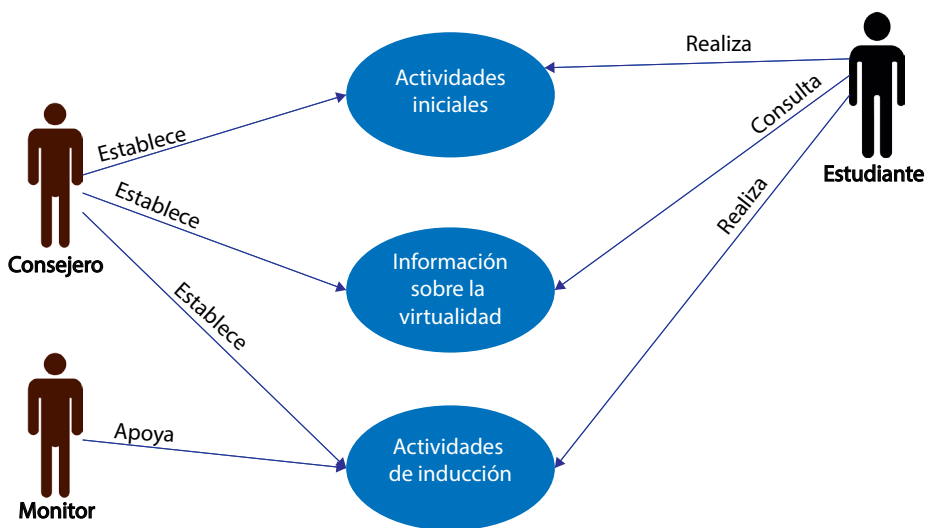 Realiza
Actividades
iniciales
Consulta
Establece
Estudiante
Realiza
Establece
Consejero
Información
sobre la
virtualidad
Establece
Apoya
Actividades
de inducción
Monitor